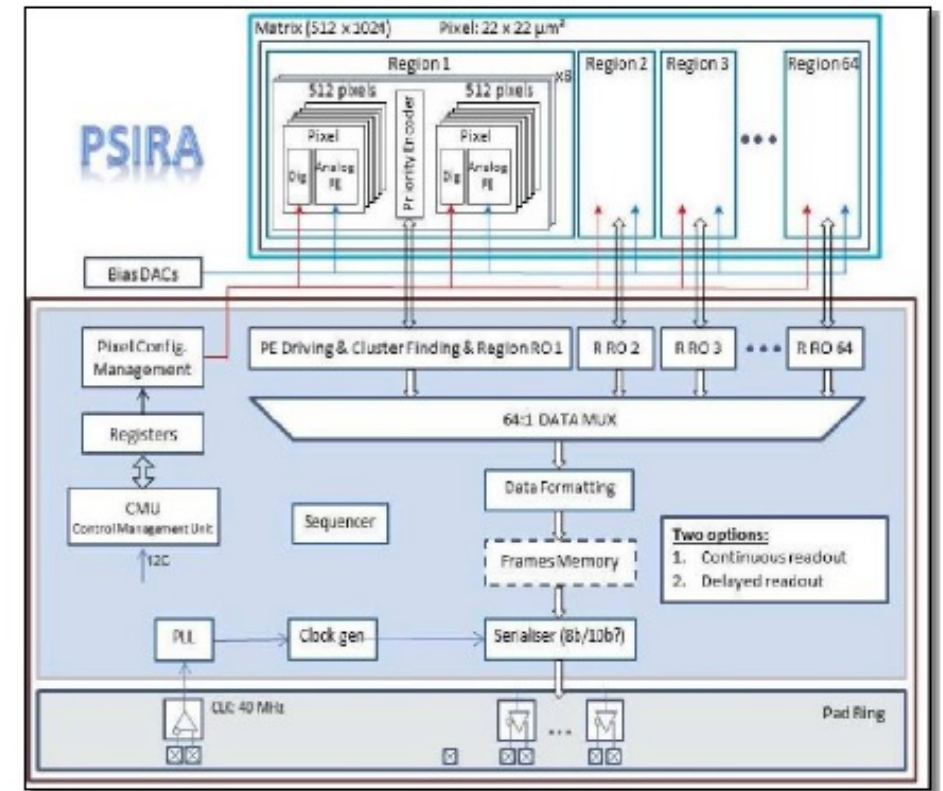 Matrix (512 x 1024) Pixel: 22 x 22 µm²
Region 1
Region 2
Region 3
Region 64
x8
512 pixels
512 pixels
Pixel
Dig
Analog
FE
Priority Encoder
Pixel
Dig
Analog
FE
PSIRA
Bias DACs
Pixel Config.
Management
PE Driving & Cluster Finding & Region RO 1
R RO 2
R RO 3
R RO 64
64:1 DATA MUX
Registers
Data Formatting
CMU
Control Management Unit
Sequencer
Two options:
1. Continuous readout
2. Delayed readout
I2C
Frames Memory
PLL
Clock gen
Serialiser (8b/10b?)
CLK: 40 MHz
Pad Ring